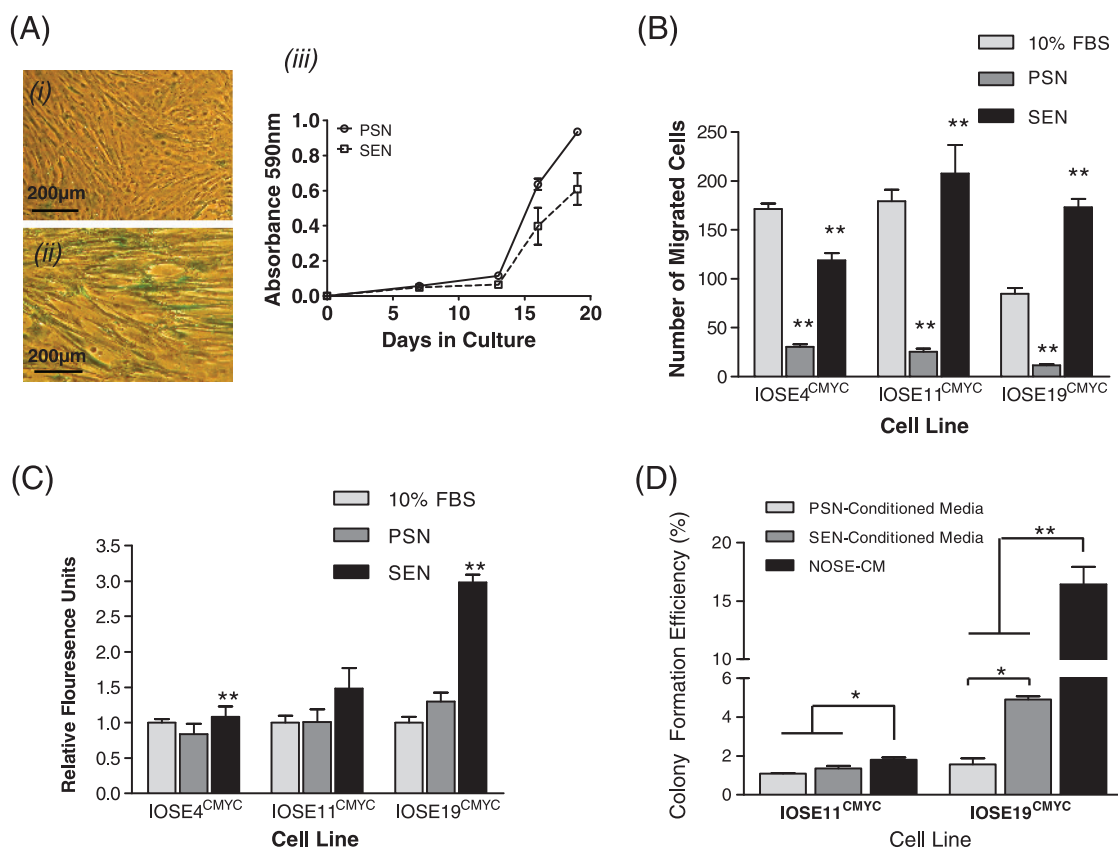 (A)
(i)
200μm
(ii)
200μm
(iii)
Absorbance 590nm
1.0
0.8
0.6
0.4
0.2
0.0
PSN
SEN
0 5 10 15 20
Days in Culture
(B)
10% FBS
PSN
SEN
Number of Migrated Cells
250
200
150
100
50
0
** ** ** ** ** **
IOSE4CMYC IOSE11CMYC IOSE19CMYC
Cell Line
(C)
10% FBS
PSN
SEN
Relative Flouresence Units
3.5
3.0
2.5
2.0
1.5
1.0
0.5
0.0
** **
IOSE4CMYC IOSE11CMYC IOSE19CMYC
Cell Line
(D)
PSN-Conditioned Media
SEN-Conditioned Media
NOSE-CM
Colony Formation Efficiency (%)
20
15
10
6
4
2
0
* * **
IOSE11CMYC IOSE19CMYC
Cell Line